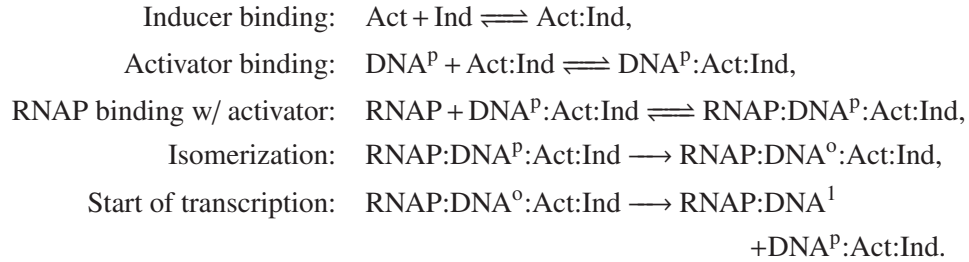 Inducer binding: Act + Ind ⇌ Act:Ind,
Activator binding: DNAᵖ + Act:Ind ⇌ DNAᵖ:Act:Ind,
RNAP binding w/ activator: RNAP + DNAᵖ:Act:Ind ⇌ RNAP:DNAᵖ:Act:Ind,
Isomerization: RNAP:DNAᵖ:Act:Ind ⟶ RNAP:DNAᵒ:Act:Ind,
Start of transcription: RNAP:DNAᵒ:Act:Ind ⟶ RNAP:DNA¹
+DNAᵖ:Act:Ind.